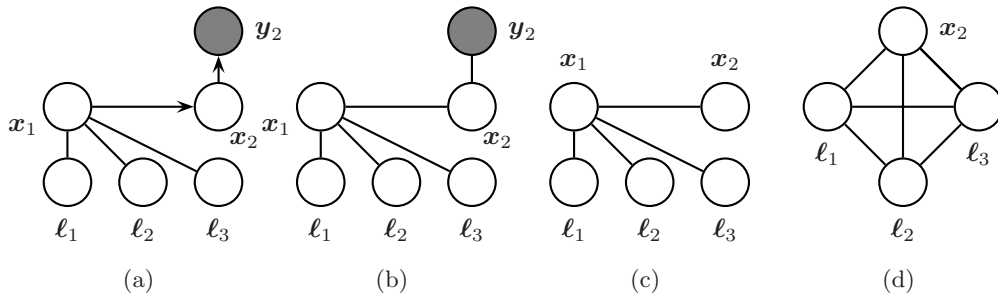 y₂ y₂ x₂
x₁ x₂
x₁ x₂ x₁ x₂
ℓ₁ ℓ₃
ℓ₁ ℓ₂ ℓ₃ ℓ₁ ℓ₂ ℓ₃ ℓ₁ ℓ₂ ℓ₃ ℓ₂
(a) (b) (c) (d)